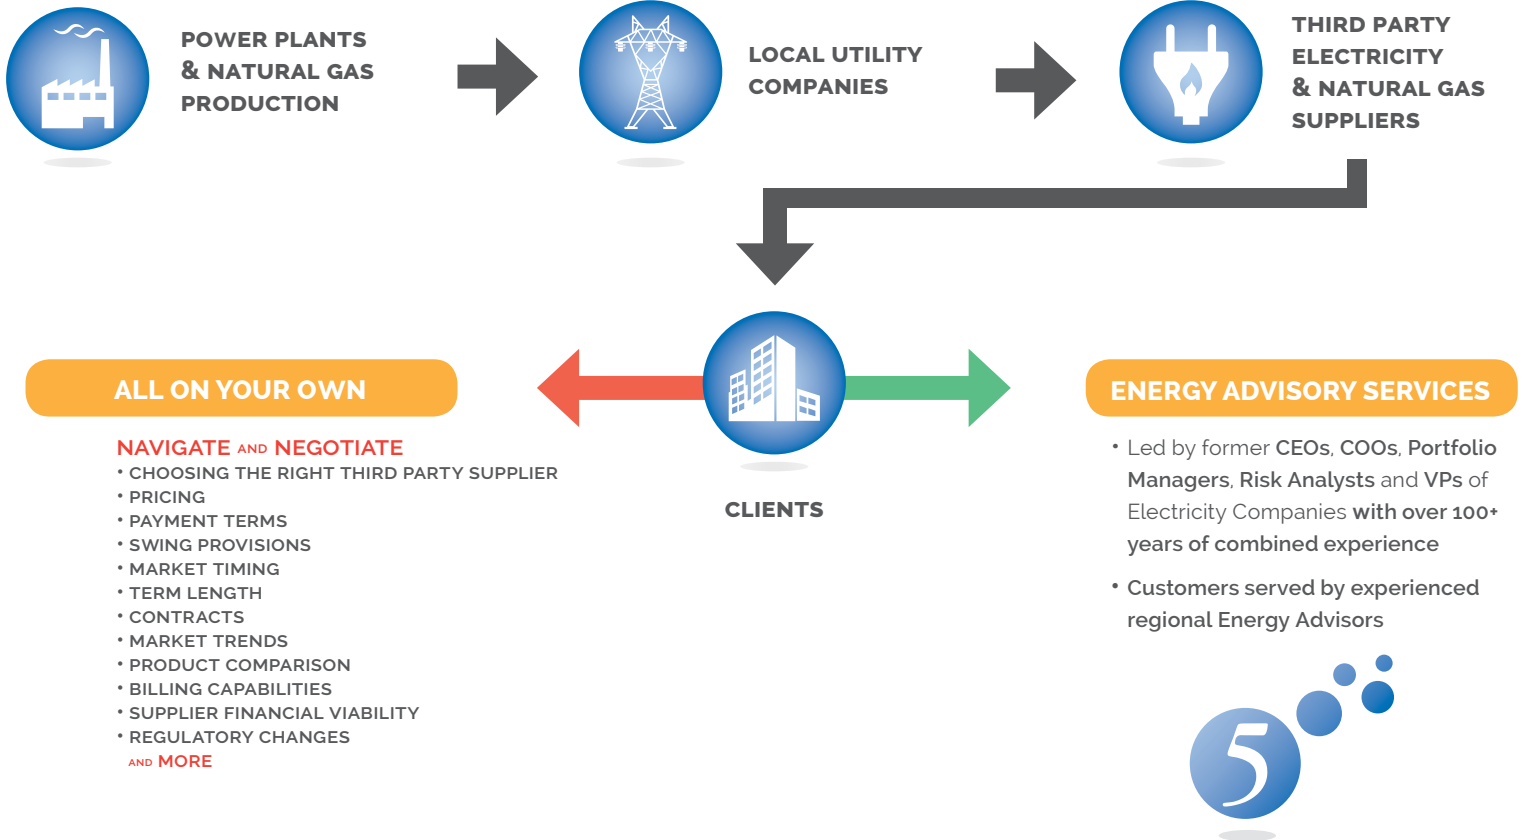 POWER PLANTS
& NATURAL GAS
PRODUCTION
LOCAL UTILITY
COMPANIES
THIRD PARTY
ELECTRICITY
& NATURAL GAS
SUPPLIERS
CLIENTS
ALL ON YOUR OWN
NAVIGATE AND NEGOTIATE
• CHOOSING THE RIGHT THIRD PARTY SUPPLIER
• PRICING
• PAYMENT TERMS
• SWING PROVISIONS
• MARKET TIMING
• TERM LENGTH
• CONTRACTS
• MARKET TRENDS
• PRODUCT COMPARISON
• BILLING CAPABILITIES
• SUPPLIER FINANCIAL VIABILITY
• REGULATORY CHANGES
AND MORE
ENERGY ADVISORY SERVICES
• Led by former CEOs, COOs, Portfolio
Managers, Risk Analysts and VPs of
Electricity Companies with over 100+
years of combined experience
• Customers served by experienced
regional Energy Advisors
5